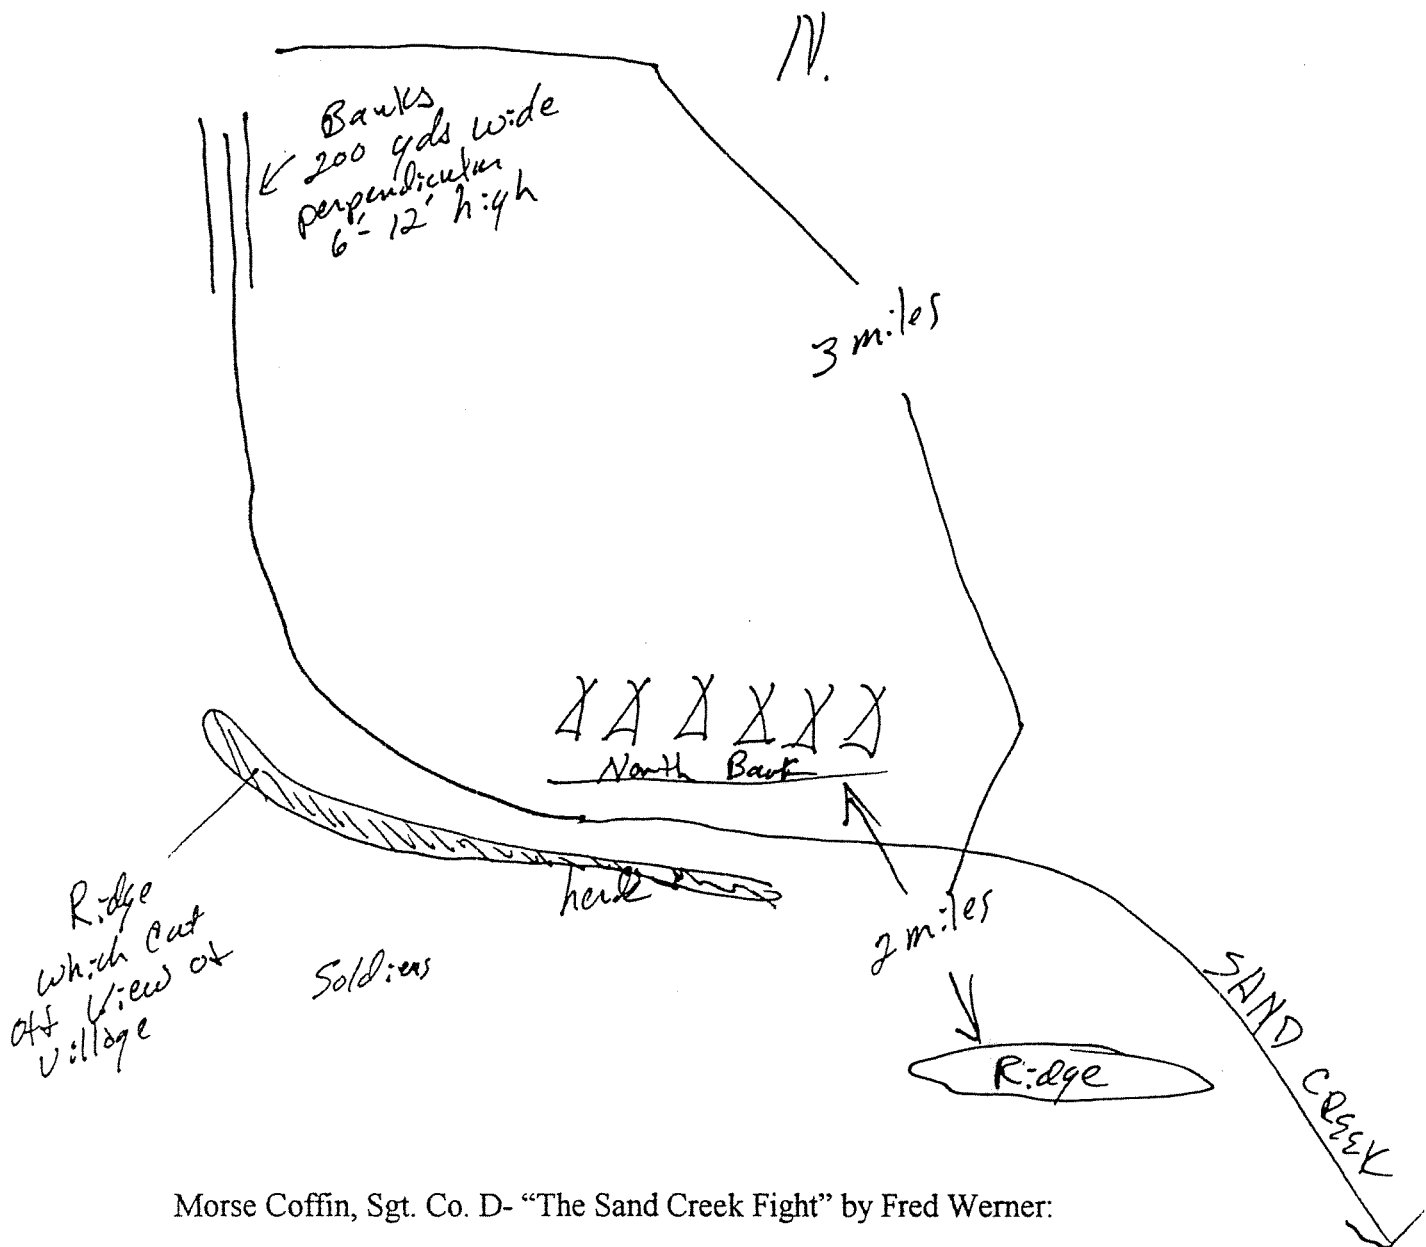 N.
Banks
200 yds wide
perpendicular
6'- 12' high
3 miles
North Bank
herd
2 miles
Ridge
which cut
off view of
village
Soldiers
Ridge
SAND CREEK
Morse Coffin, Sgt. Co. D- “The Sand Creek Fight” by Fred Werner: